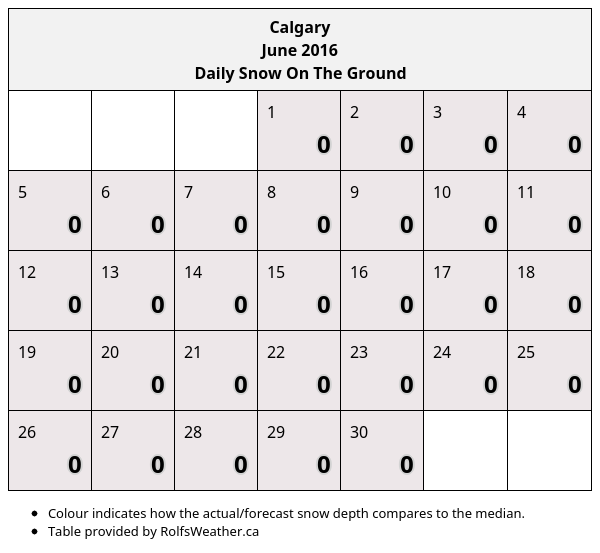 Calgary
June 2016
Daily Snow On The Ground
1 2 3 4
0 0 0 0
5 6 7 8 9 10 11
0 0 0 0 0 0 0
12 13 14 15 16 17 18
0 0 0 0 0 0 0
19 20 21 22 23 24 25
0 0 0 0 0 0 0
26 27 28 29 30
0 0 0 0 0
• Colour indicates how the actual/forecast snow depth compares to the median.
• Table provided by RolfsWeather.ca